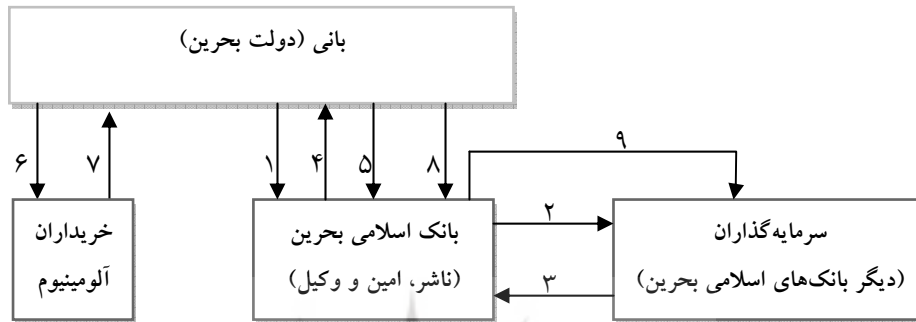 بانی (دولت بحرین)
۹
۶
۷
۱
۴
۵
۸
خریداران
آلومینیوم
بانک اسلامی بحرین
(ناشر، امین و وکیل)
۲
۳
سرمایه‌گذاران
(دیگر بانک‌های اسلامی بحرین)